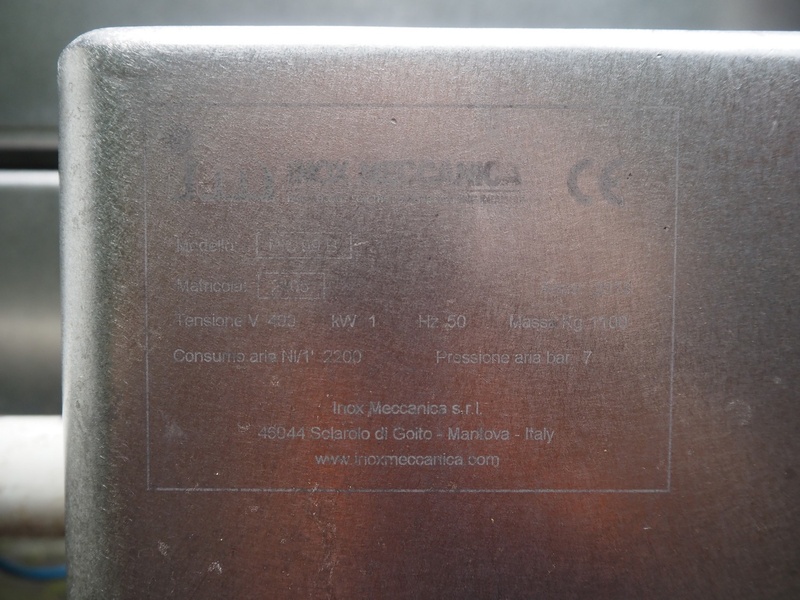 INOX MECCANICA CE
Modello
Matricola
Tensione V 400 kW 1 Hz 50 Massa Kg 1100
Consumo aria Nl/1' 2200 Pressione aria bar 7
Inox Meccanica s.r.l.
46044 Solarolo di Goito - Mantova - Italy
www.inoxmeccanica.com